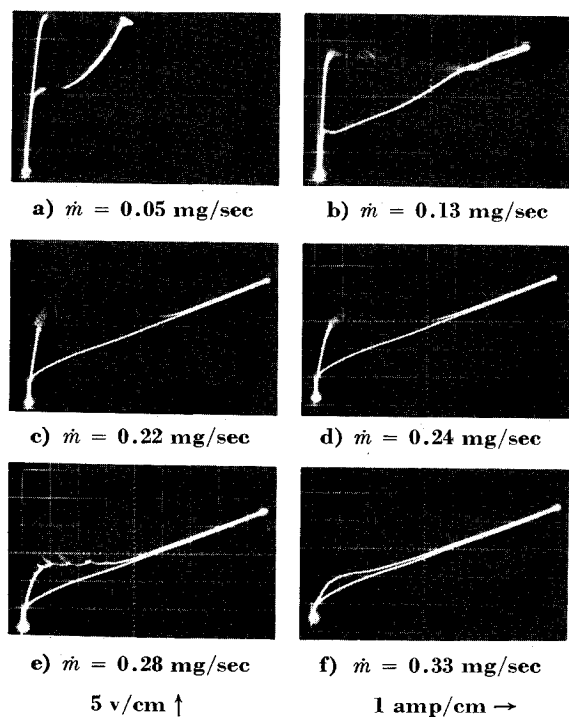 a) ṁ = 0.05 mg/sec
b) ṁ = 0.13 mg/sec
c) ṁ = 0.22 mg/sec
d) ṁ = 0.24 mg/sec
e) ṁ = 0.28 mg/sec
f) ṁ = 0.33 mg/sec
5 v/cm ↑
1 amp/cm →